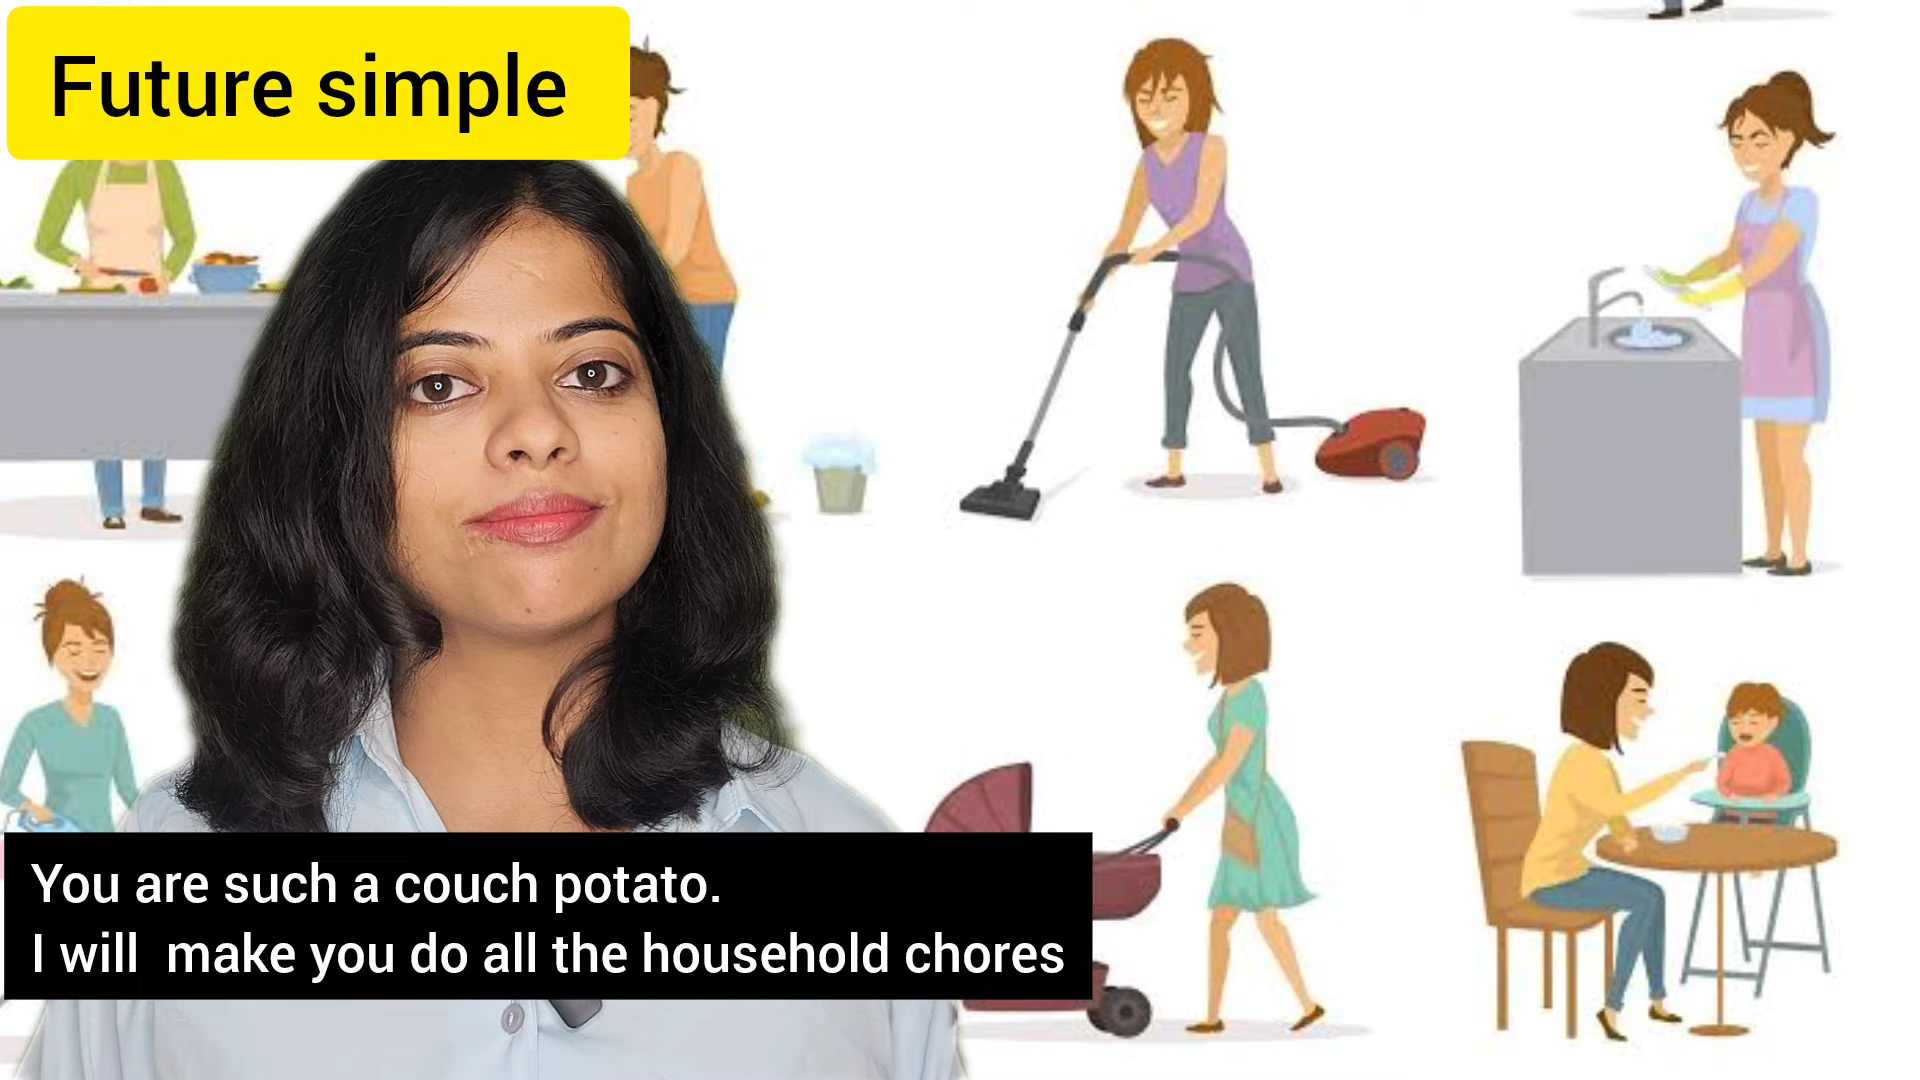 Future simple
You are such a couch potato.
I will  make you do all the household chores